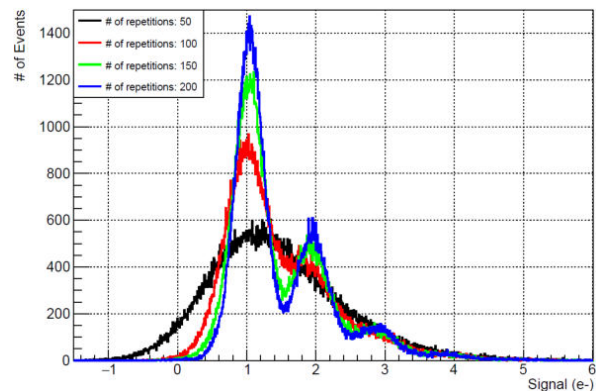 # of Events
# of repetitions: 50
# of repetitions: 100
# of repetitions: 150
# of repetitions: 200
1400
1200
1000
800
600
400
200
0
−1 0 1 2 3 4 5 6
Signal (e-)